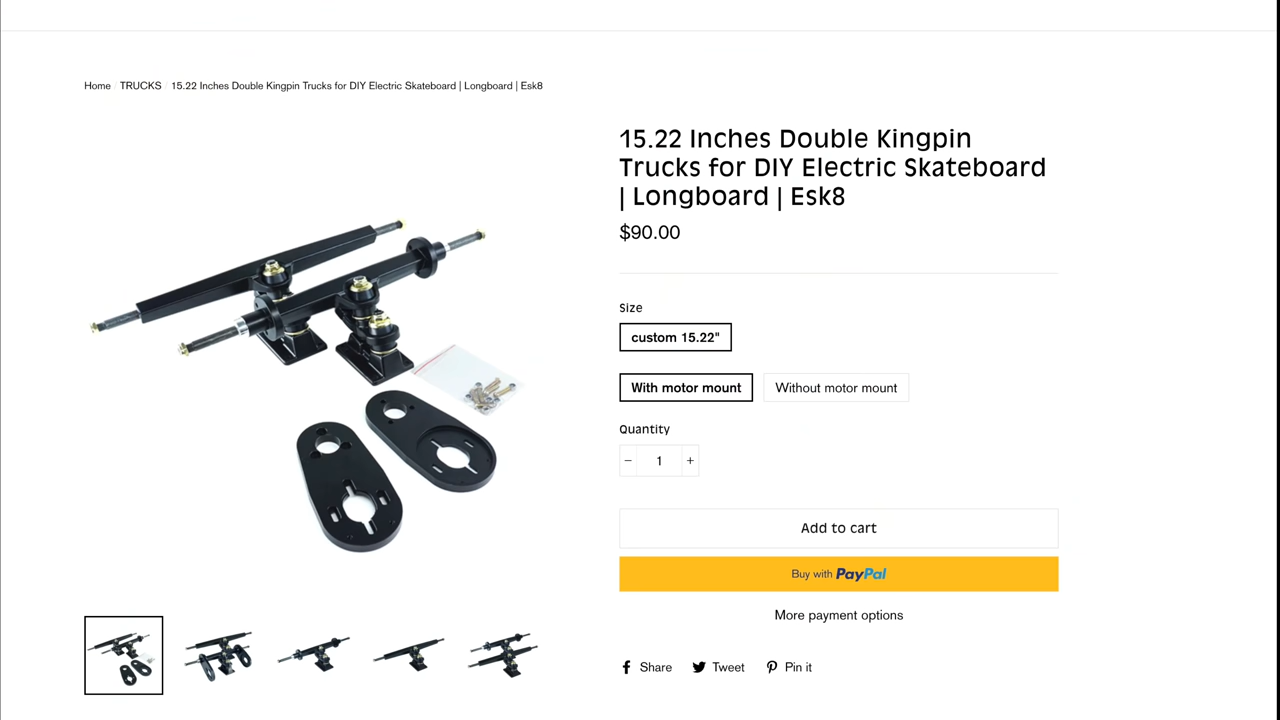 Home / TRUCKS / 15.22 Inches Double Kingpin Trucks for DIY Electric Skateboard | Longboard | Esk8
15.22 Inches Double Kingpin
Trucks for DIY Electric Skateboard
| Longboard | Esk8
$90.00
Size
custom 15.22"
With motor mount
Without motor mount
Quantity
− 1 +
Add to cart
Buy with PayPal
More payment options
Share
Tweet
Pin it